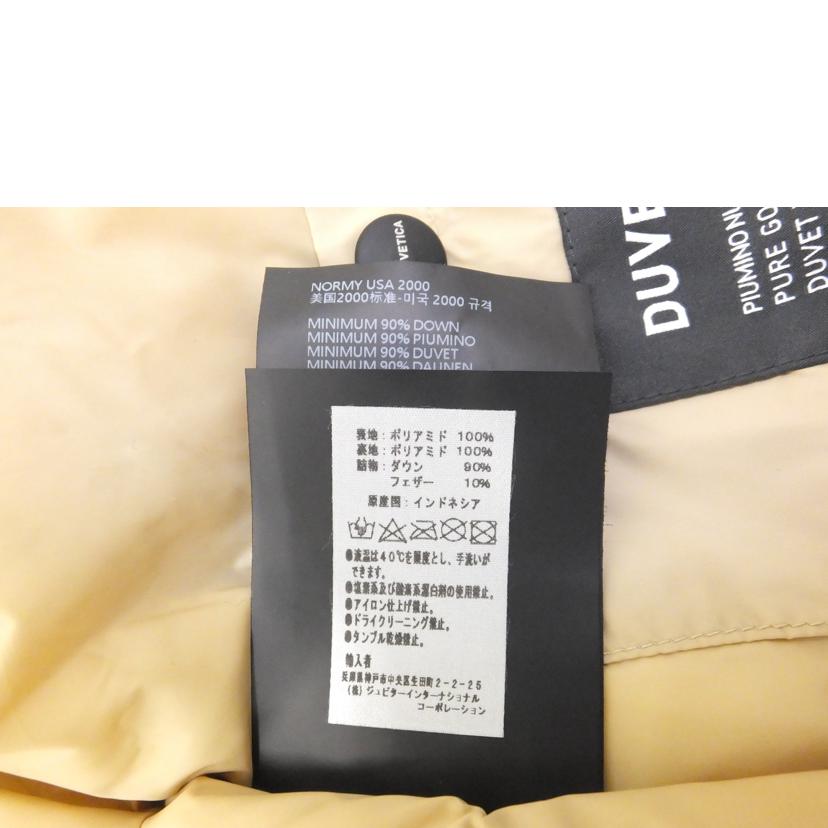 VETICA
NORMY USA 2000
美国2000标准-미국 2000 규격
MINIMUM 90% DOWN
MINIMUM 90% PIUMINO
MINIMUM 90% DUVET
MINIMUM 90% DAUNEN
DUVE
PIUMINO NU
PURE GO
DUVET
表地:ポリアミド 100%
裏地:ポリアミド 100%
詰物:ダウン 90%
フェザー 10%
原産国:インドネシア
●液温は40℃を限度とし、手洗いが
できます。
●塩素系及び酸素系漂白剤の使用禁止。
●アイロン仕上げ禁止。
●ドライクリーニング禁止。
●タンブル乾燥禁止。
輸入者
兵庫県神戸市中央区生田町2-2-25
(株)ジュピターインターナショナル
コーポレーション